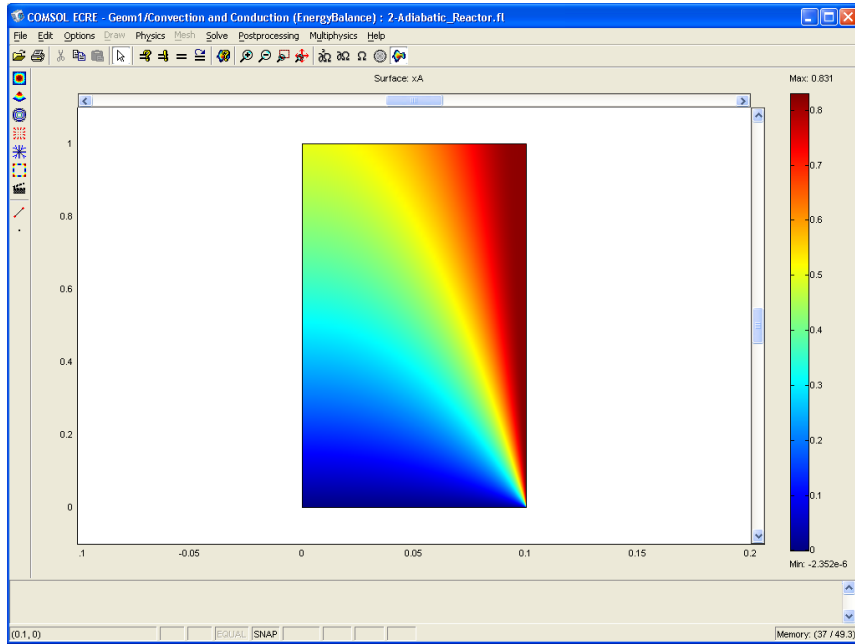 COMSOL ECRE - Geom1/Convection and Conduction (EnergyBalance) : 2-Adiabatic_Reactor.fl
File Edit Options Draw Physics Mesh Solve Postprocessing Multiphysics Help
Surface: xA
Max: 0.831
1
0.8
0.6
0.4
0.2
0
.1 -0.05 0 0.05 0.1 0.15 0.2
0.8
0.7
0.6
0.5
0.4
0.3
0.2
0.1
0
Min: -2.352e-6
(0.1, 0) EQUAL SNAP Memory: (37 / 49.3)